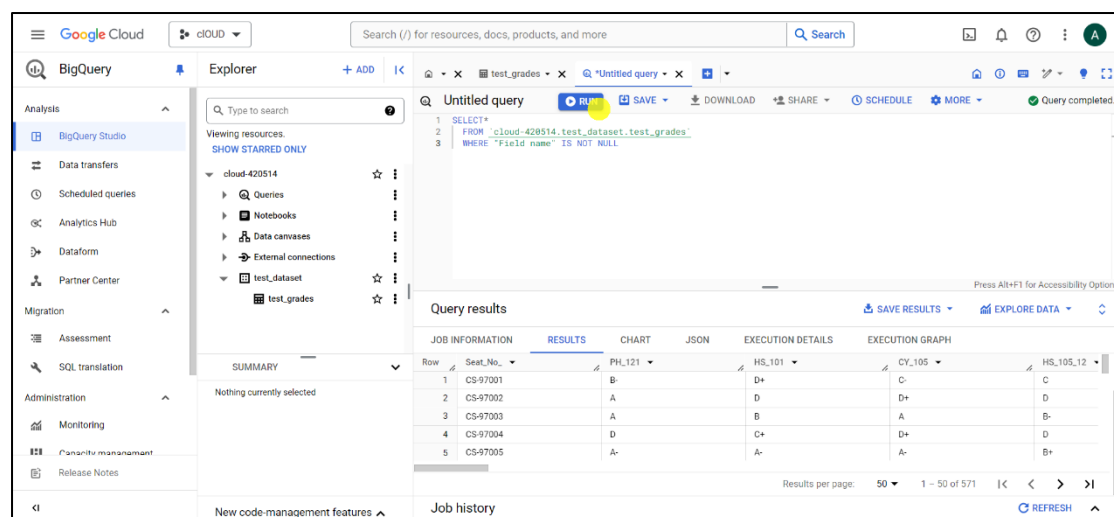 Google Cloud
clOUD
Search (/) for resources, docs, products, and more
Search
A
BigQuery
Explorer
+ ADD
test_grades
*Untitled query
Analysis
BigQuery Studio
Data transfers
Scheduled queries
Analytics Hub
Dataform
Partner Center
Migration
Assessment
SQL translation
Administration
Monitoring
Capacity management
Release Notes
Type to search
Viewing resources.
SHOW STARRED ONLY
cloud-420514
Queries
Notebooks
Data canvases
External connections
test_dataset
test_grades
SUMMARY
Nothing currently selected
New code-management features
Untitled query
RUN
SAVE
DOWNLOAD
SHARE
SCHEDULE
MORE
Query completed.
1 SELECT*
2 FROM `cloud-420514.test_dataset.test_grades`
3 WHERE "Field name" IS NOT NULL
Press Alt+F1 for Accessibility Option
Query results
SAVE RESULTS
EXPLORE DATA
JOB INFORMATION RESULTS CHART JSON EXECUTION DETAILS EXECUTION GRAPH
Row Seat_No_ PH_121 HS_101 CY_105 HS_105_12
1 CS-97001 B- D+ C- C
2 CS-97002 A D D+ D
3 CS-97003 A B A B-
4 CS-97004 D C+ D+ D
5 CS-97005 A- A- A- B+
Results per page: 50 1 – 50 of 571
Job history
REFRESH